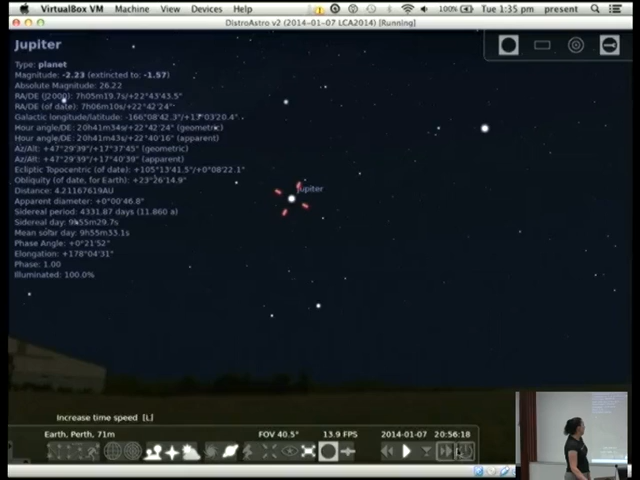 VirtualBox VM Machine View Devices Help 100% Tue 1:35 pm present
DistroAstro v2 (2014-01-07 LCA2014) [Running]
Jupiter
Type: planet
Magnitude: -2.23 (extincted to: -1.57)
Absolute Magnitude: 26.22
RA/DE (J2000): 7h05m19.7s/+22°43'43.5"
RA/DE (of date): 7h06m10s/+22°42'24"
Galactic longitude/latitude: -166°08'42.3"/+17°03'20.4"
Hour angle/DE: 20h41m34s/+22°42'24" (geometric)
Hour angle/DE: 20h41m43s/+22°40'16" (apparent)
Az/Alt: +47°29'39"/+17°37'45" (geometric)
Az/Alt: +47°29'39"/+17°40'39" (apparent)
Ecliptic Topocentric (of date): +105°13'41.5"/+0°08'22.1"
Obliquity (of date, for Earth): +23°26'14.9"
Distance: 4.21167619AU
Apparent diameter: +0°00'46.8"
Sidereal period: 4331.87 days (11.860 a)
Sidereal day: 9h55m29.7s
Mean solar day: 9h55m33.1s
Phase Angle: +0°21'52"
Elongation: +178°04'31"
Phase: 1.00
Illuminated: 100.0%
Jupiter
Increase time speed [L]
Earth, Perth, 71m FOV 40.5° 13.9 FPS 2014-01-07 20:56:18